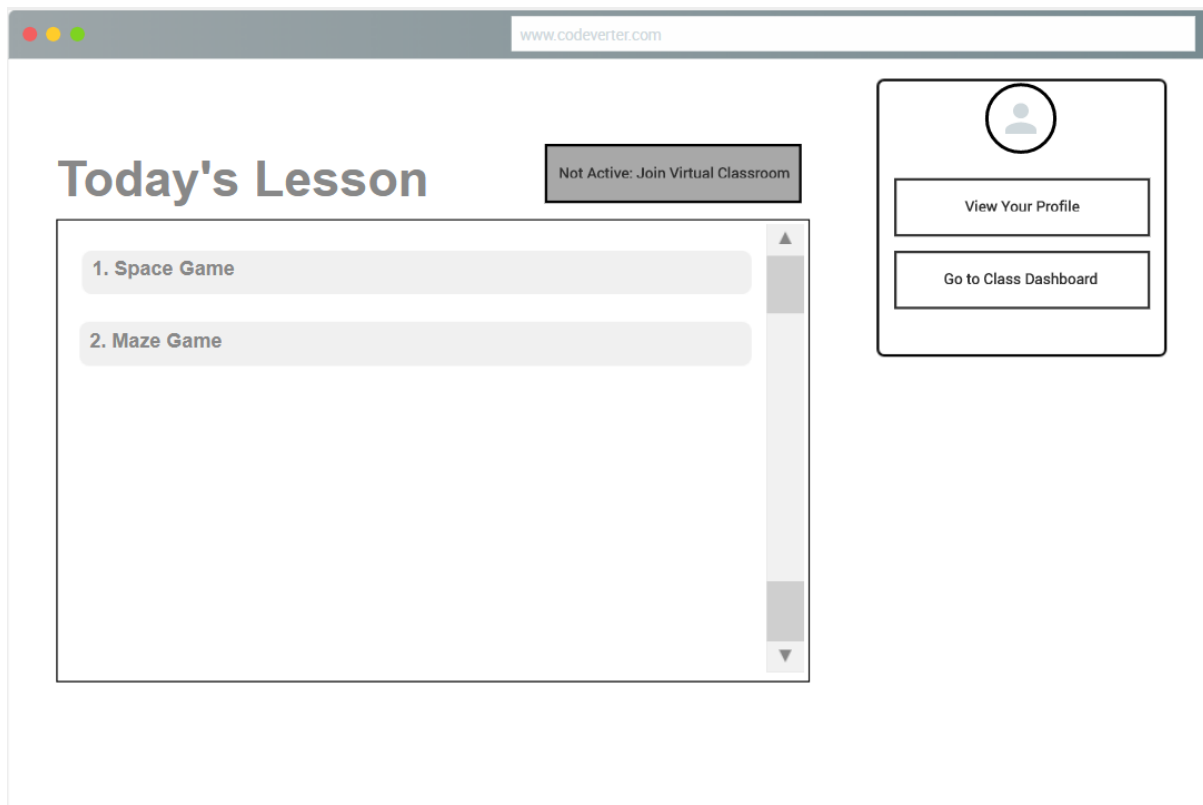 www.codeverter.com
Today's Lesson
Not Active: Join Virtual Classroom
1. Space Game
2. Maze Game
View Your Profile
Go to Class Dashboard